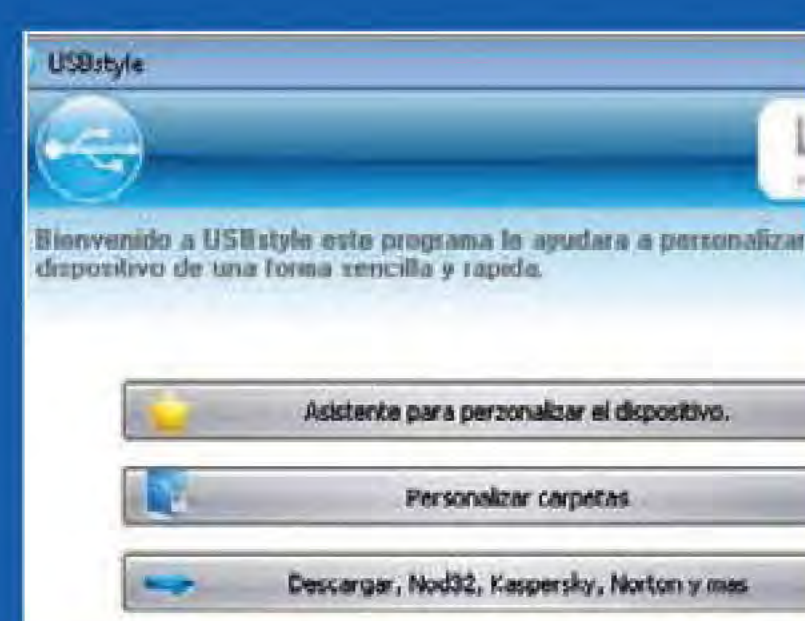 USBstyle
Bienvenido a USBstyle este programa le ayudara a personalizar
dispositivo de una forma sencilla y rapida.
Asistente para perzonalizar el dispositivo.
Personalizar carpetas
Descargar, Nod32, Kaspersky, Norton y mas